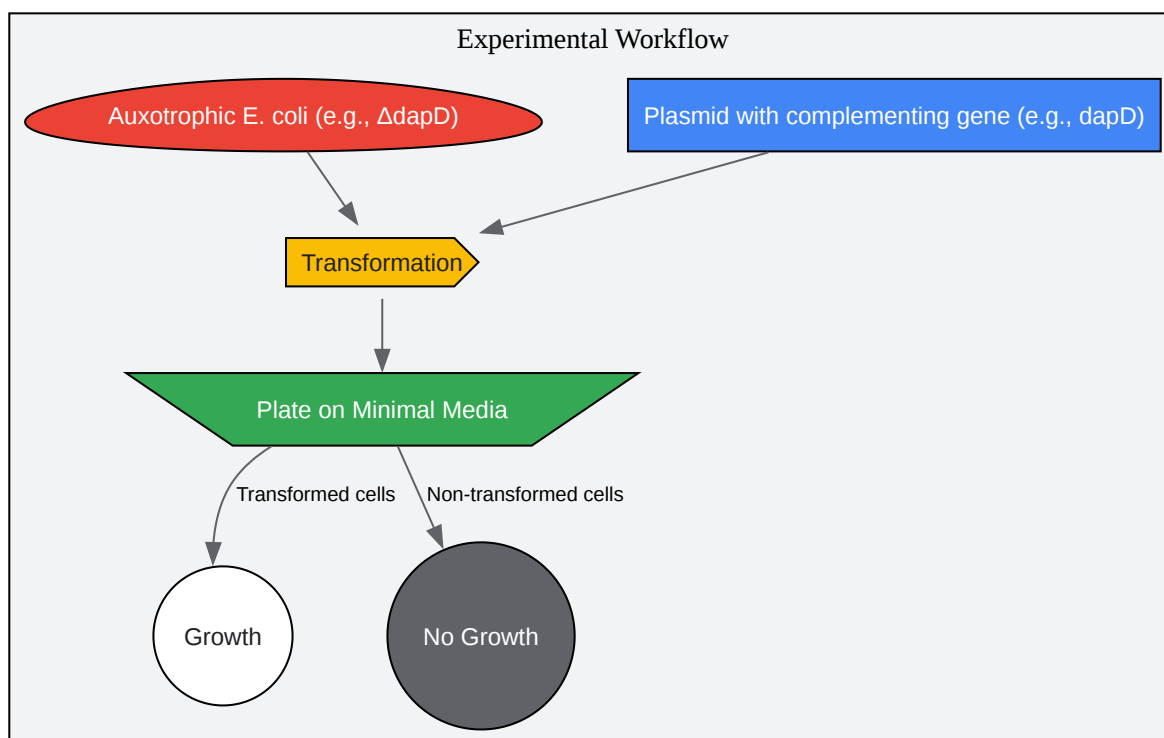 Experimental Workflow
Auxotrophic E. coli (e.g., ΔdapD)
Plasmid with complementing gene (e.g., dapD)
Transformation
Plate on Minimal Media
Transformed cells
Non-transformed cells
Growth
No Growth